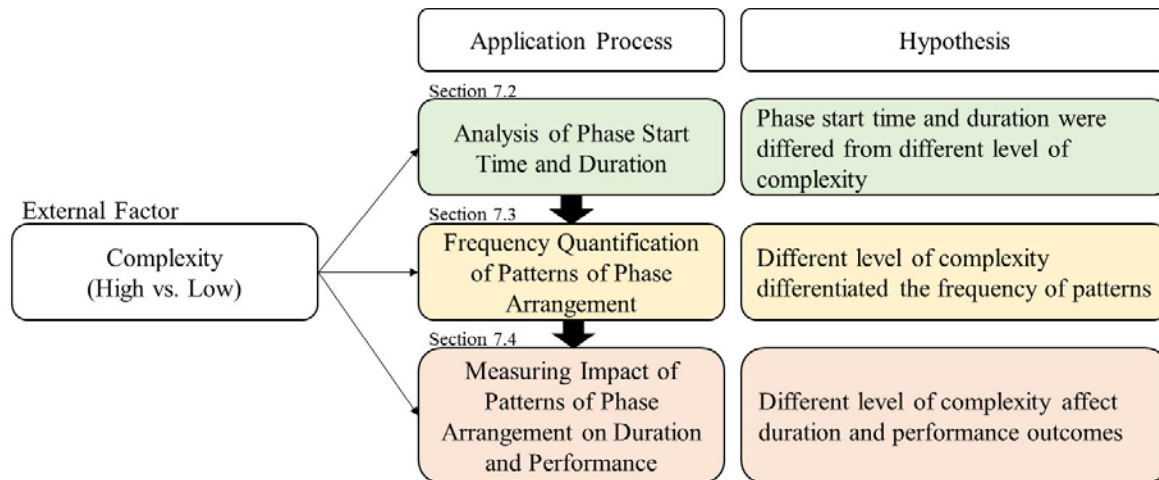 Application Process
Hypothesis
Section 7.2
Analysis of Phase Start
Time and Duration
Phase start time and duration were
differed from different level of
complexity
External Factor
Complexity
(High vs. Low)
Section 7.3
Frequency Quantification
of Patterns of Phase
Arrangement
Different level of complexity
differentiated the frequency of patterns
Section 7.4
Measuring Impact of
Patterns of Phase
Arrangement on Duration
and Performance
Different level of complexity affect
duration and performance outcomes